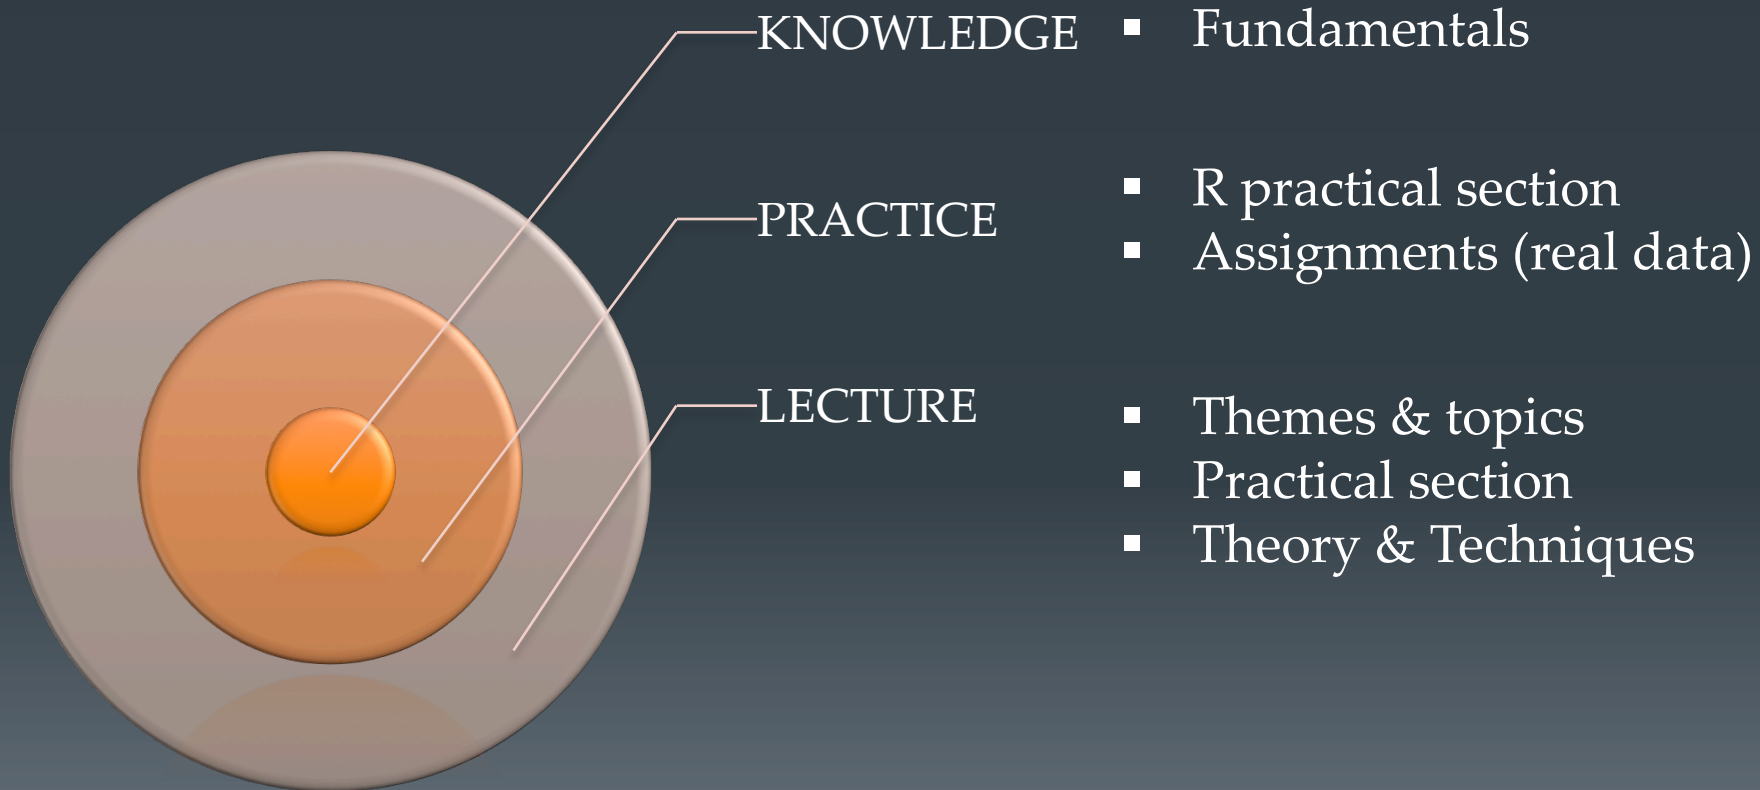 KNOWLEDGE
▪ Fundamentals
PRACTICE
▪ R practical section
▪ Assignments (real data)
LECTURE
▪ Themes & topics
▪ Practical section
▪ Theory & Techniques